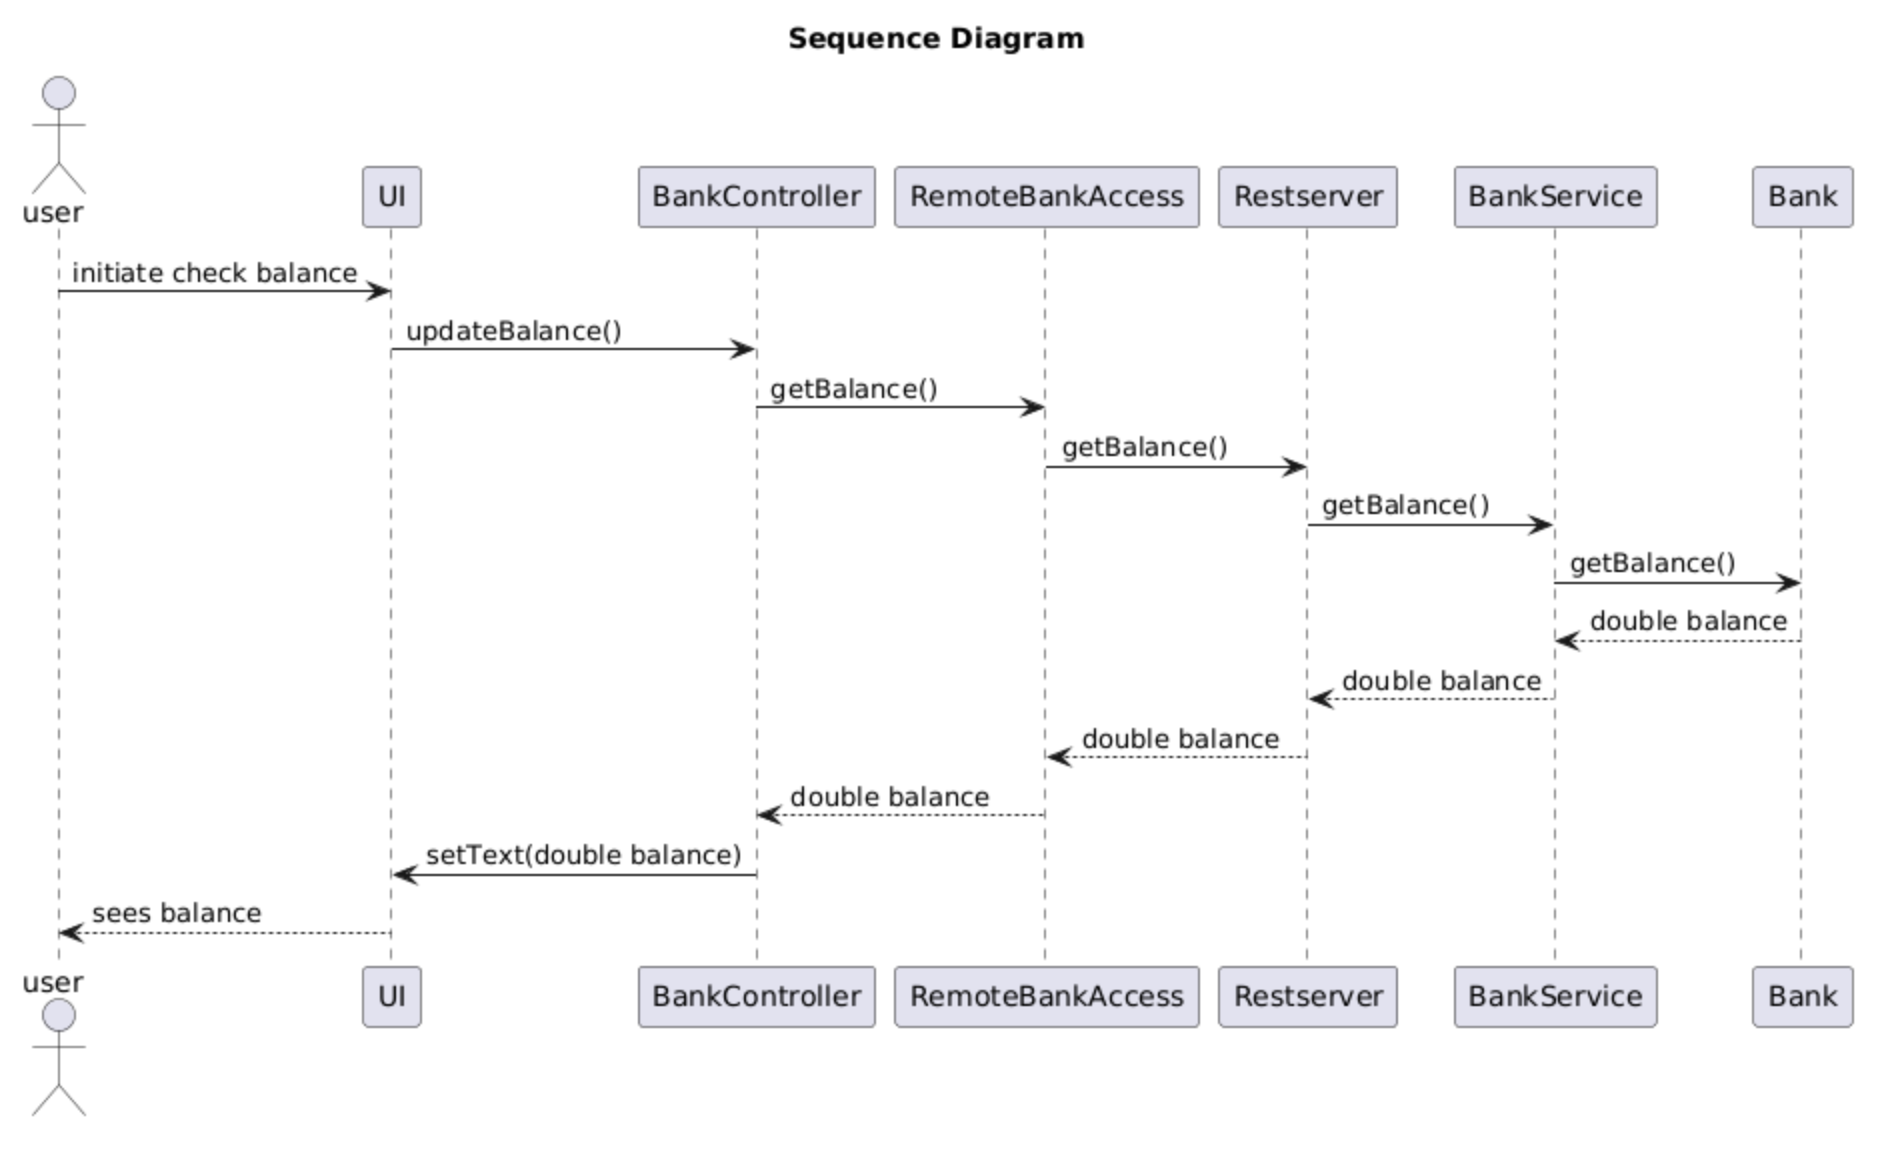 Sequence Diagram
user
UI
BankController
RemoteBankAccess
Restserver
BankService
Bank
initiate check balance
updateBalance()
getBalance()
getBalance()
getBalance()
getBalance()
double balance
double balance
double balance
double balance
setText(double balance)
sees balance
user
UI
BankController
RemoteBankAccess
Restserver
BankService
Bank